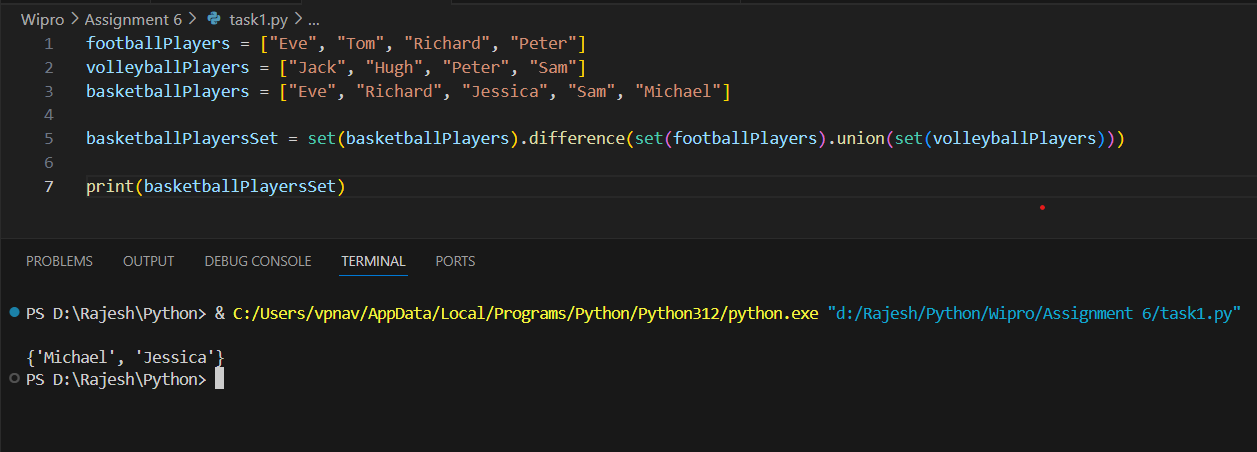 Wipro > Assignment 6 > task1.py > ...
1 footballPlayers = ["Eve", "Tom", "Richard", "Peter"]
2 volleyballPlayers = ["Jack", "Hugh", "Peter", "Sam"]
3 basketballPlayers = ["Eve", "Richard", "Jessica", "Sam", "Michael"]
4
5 basketballPlayersSet = set(basketballPlayers).difference(set(footballPlayers).union(set(volleyballPlayers)))
6
7 print(basketballPlayersSet)
PROBLEMS OUTPUT DEBUG CONSOLE TERMINAL PORTS
PS D:\Rajesh\Python> & C:/Users/vpnav/AppData/Local/Programs/Python/Python312/python.exe "d:/Rajesh/Python/Wipro/Assignment 6/task1.py"
{'Michael', 'Jessica'}
PS D:\Rajesh\Python>